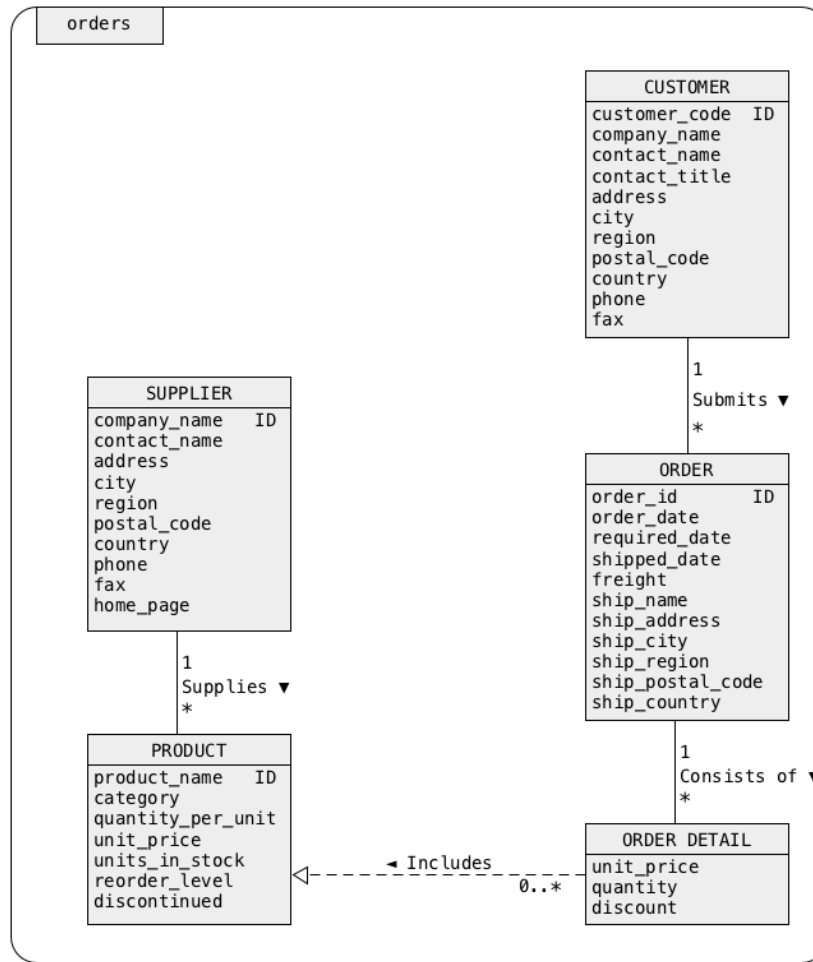 orders
CUSTOMER
customer_code ID
company_name
contact_name
contact_title
address
city
region
postal_code
country
phone
fax
1
Submits ▼
*
SUPPLIER
company_name ID
contact_name
address
city
region
postal_code
country
phone
fax
home_page
1
Supplies ▼
*
ORDER
order_id ID
order_date
required_date
shipped_date
freight
ship_name
ship_address
ship_city
ship_region
ship_postal_code
ship_country
1
Consists of ▼
*
PRODUCT
product_name ID
category
quantity_per_unit
unit_price
units_in_stock
reorder_level
discontinued
◄ Includes
0..*
ORDER DETAIL
unit_price
quantity
discount